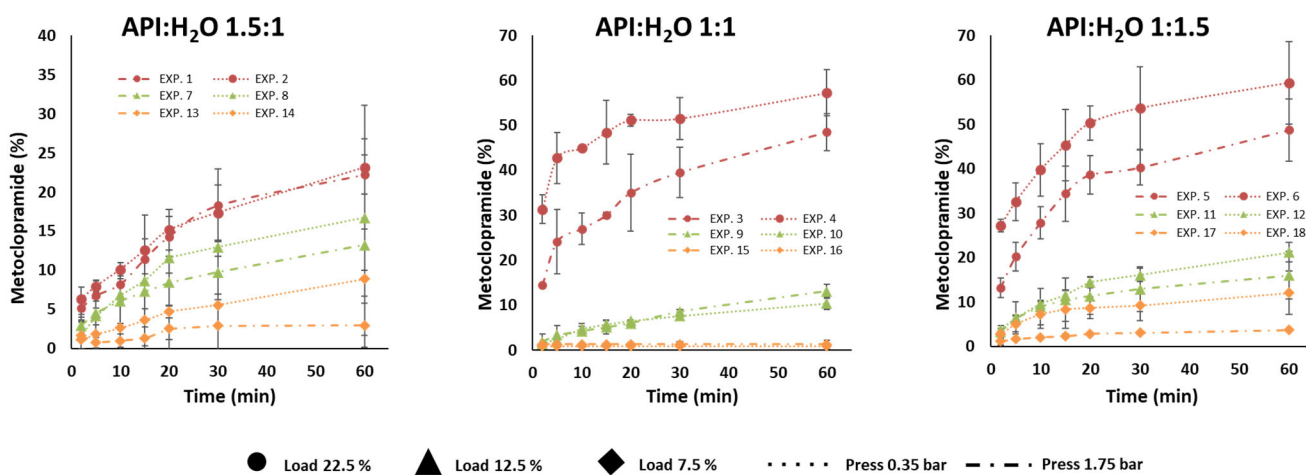 API:H₂O 1.5:1
40
35
30
25
20
15
10
5
0
Metoclopramide (%)
EXP. 1 EXP. 2
EXP. 7 EXP. 8
EXP. 13 EXP. 14
0 10 20 30 40 50 60
Time (min)
API:H₂O 1:1
70
60
50
40
30
20
10
0
Metoclopramide (%)
EXP. 3 EXP. 4
EXP. 9 EXP. 10
EXP. 15 EXP. 16
0 10 20 30 40 50 60
Time (min)
API:H₂O 1:1.5
70
60
50
40
30
20
10
0
Metoclopramide (%)
EXP. 5 EXP. 6
EXP. 11 EXP. 12
EXP. 17 EXP. 18
0 10 20 30 40 50 60
Time (min)
Load 22.5 % Load 12.5 % Load 7.5 % Press 0.35 bar Press 1.75 bar